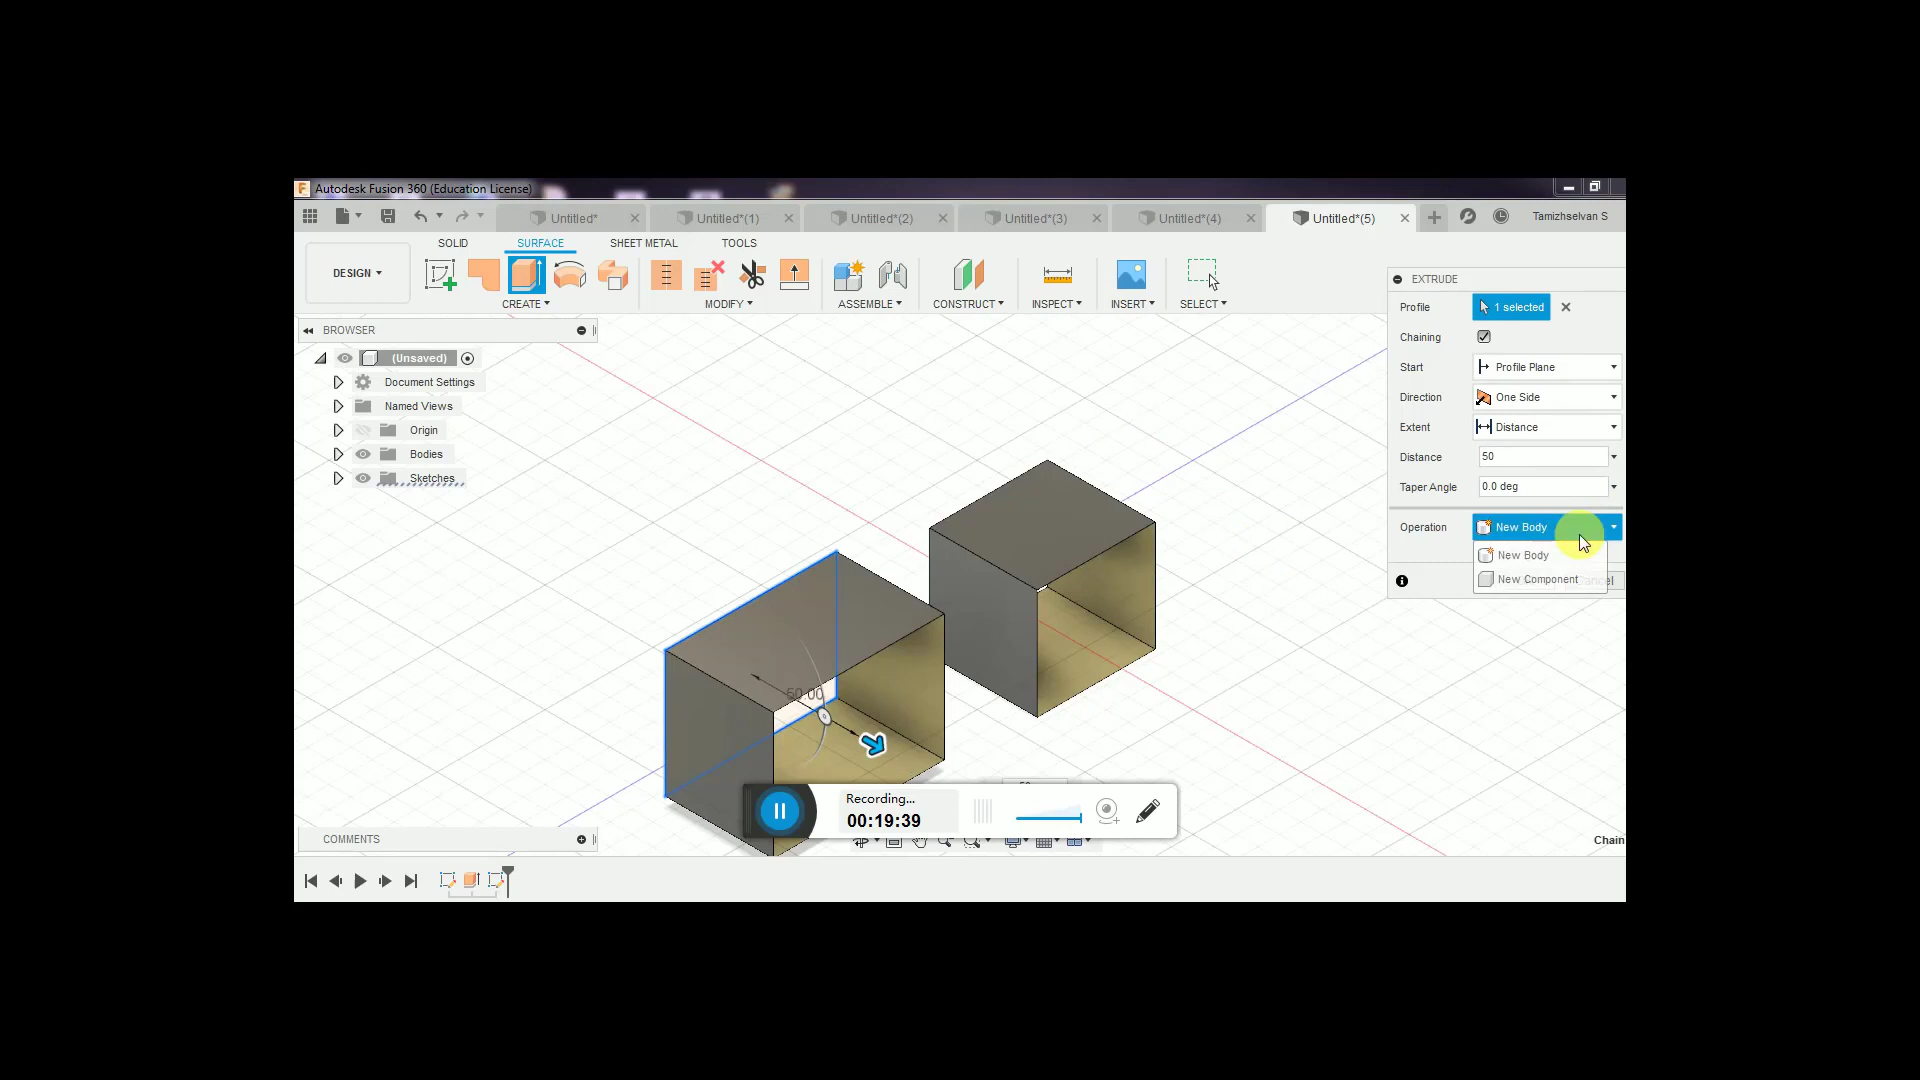 Autodesk Fusion 360 (Education License)
Untitled*
Untitled*(1)
Untitled*(2)
Untitled*(3)
Untitled*(4)
Untitled*(5)
Tamizhselvan S
SOLID
SURFACE
SHEET METAL
TOOLS
DESIGN
CREATE
MODIFY
ASSEMBLE
CONSTRUCT
INSPECT
INSERT
SELECT
BROWSER
(Unsaved)
Document Settings
Named Views
Origin
Bodies
Sketches
EXTRUDE
Profile
1 selected
Chaining
Start
Profile Plane
Direction
One Side
Extent
Distance
Distance
50
Taper Angle
0.0 deg
Operation
New Body
New Body
New Component
50.00
Recording...
00:19:39
COMMENTS
Chain